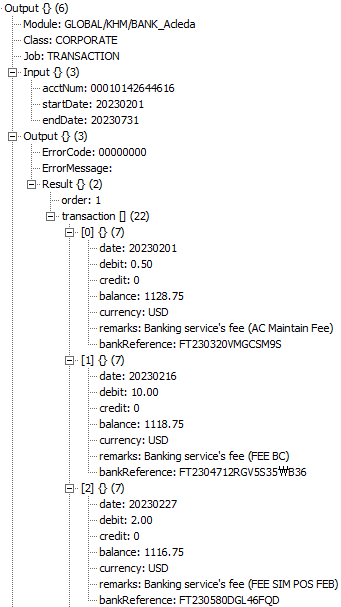 Output {} (6)
Module: GLOBAL/KHM/BANK_Acleda
Class: CORPORATE
Job: TRANSACTION
Input {} (3)
acctNum: 00010142644616
startDate: 20230201
endDate: 20230731
Output {} (3)
ErrorCode: 00000000
ErrorMessage:
Result {} (2)
order: 1
transaction [] (22)
[0] {} (7)
date: 20230201
debit: 0.50
credit: 0
balance: 1128.75
currency: USD
remarks: Banking service's fee (AC Maintain Fee)
bankReference: FT230320VMGCSM9S
[1] {} (7)
date: 20230216
debit: 10.00
credit: 0
balance: 1118.75
currency: USD
remarks: Banking service's fee (FEE BC)
bankReference: FT2304712RGV5S35₩B36
[2] {} (7)
date: 20230227
debit: 2.00
credit: 0
balance: 1116.75
currency: USD
remarks: Banking service's fee (FEE SIM POS FEB)
bankReference: FT230580DGL46FQD